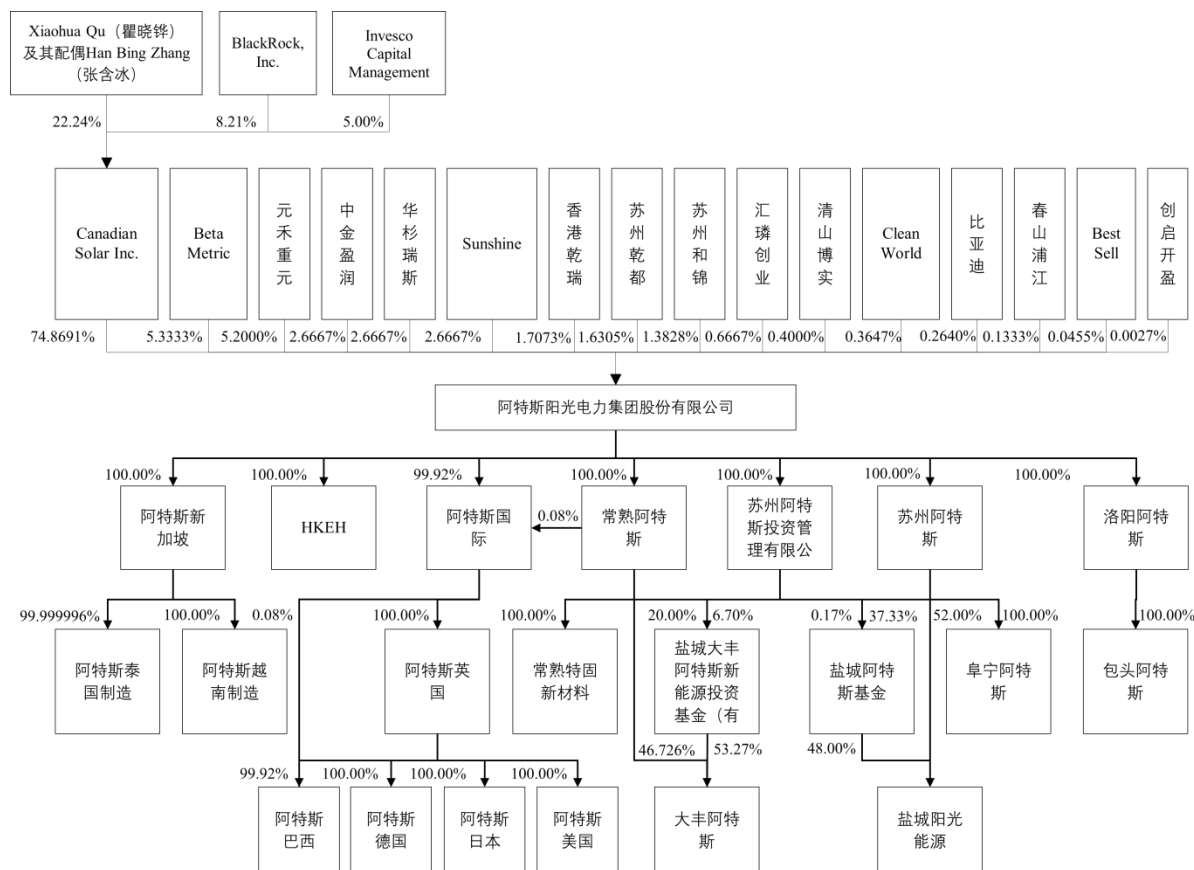 Xiaohua Qu（瞿晓铧）
及其配偶Han Bing Zhang
（张含冰）
BlackRock,
Inc.
Invesco
Capital
Management
22.24%
8.21%
5.00%
Canadian
Solar Inc.
Beta
Metric
元禾重元
中金盈润
华杉瑞斯
Sunshine
香港乾瑞
苏州乾都
苏州和锦
汇璘创业
清山博实
Clean
World
比亚迪
春山浦江
Best
Sell
创启开盈
74.8691%
5.3333%
5.2000%
2.6667%
2.6667%
2.6667%
1.7073%
1.6305%
1.3828%
0.6667%
0.4000%
0.3647%
0.2640%
0.1333%
0.0455%
0.0027%
阿特斯阳光电力集团股份有限公司
100.00%
100.00%
99.92%
100.00%
100.00%
100.00%
100.00%
阿特斯新
加坡
HKEH
阿特斯国
际
0.08%
常熟阿特
斯
苏州阿特
斯投资管
理有限公
苏州阿特
斯
洛阳阿特
斯
99.999996%
100.00%
0.08%
100.00%
100.00%
20.00%
6.70%
0.17%
37.33%
52.00%
100.00%
100.00%
阿特斯泰
国制造
阿特斯越
南制造
阿特斯英
国
常熟特固
新材料
盐城大丰
阿特斯新
能源投资
基金（有
盐城阿特
斯基金
阜宁阿特
斯
包头阿特
斯
46.726%
53.27%
48.00%
99.92%
100.00%
100.00%
100.00%
阿特斯
巴西
阿特斯
德国
阿特斯
日本
阿特斯
美国
大丰阿特
斯
盐城阳光
能源